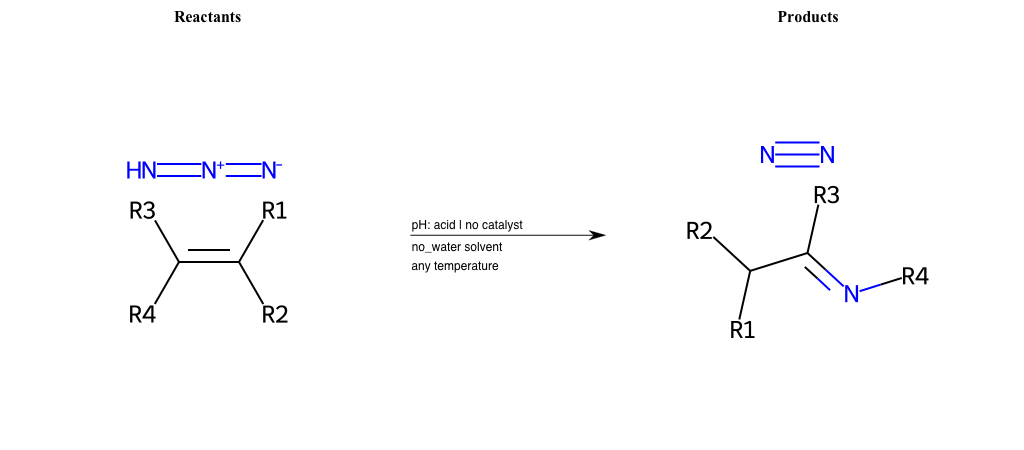 Reactants
Products
HN N+ N-
R3 R1
R4 R2
pH: acid | no catalyst
no_water solvent
any temperature
N N
R3
R2
R4
N
R1